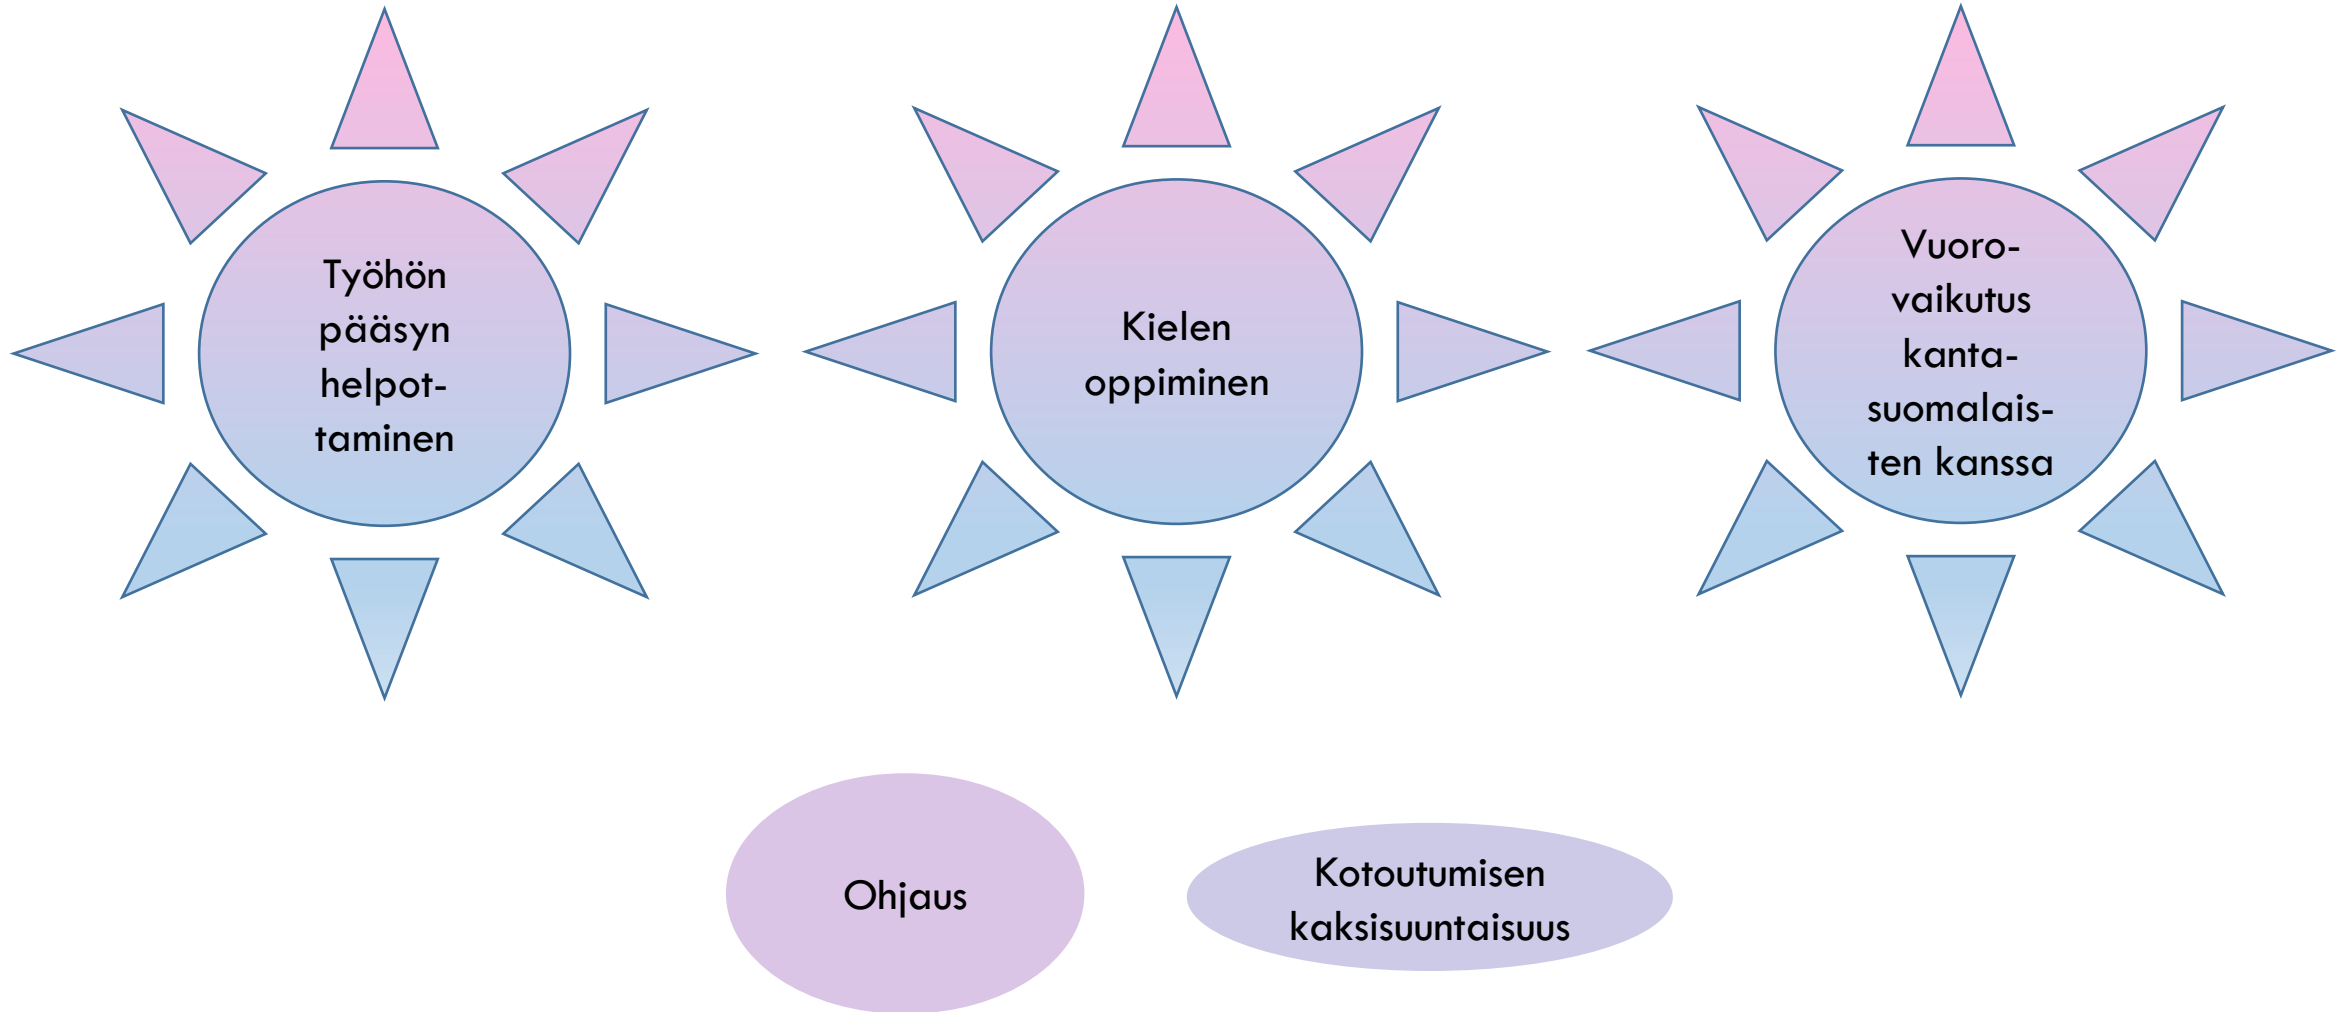 Työhön
pääsyn
helpot-
taminen
Kielen
oppiminen
Vuoro-
vaikutus
kanta-
suomalais-
ten kanssa
Ohjaus
Kotoutumisen
kaksisuuntaisuus